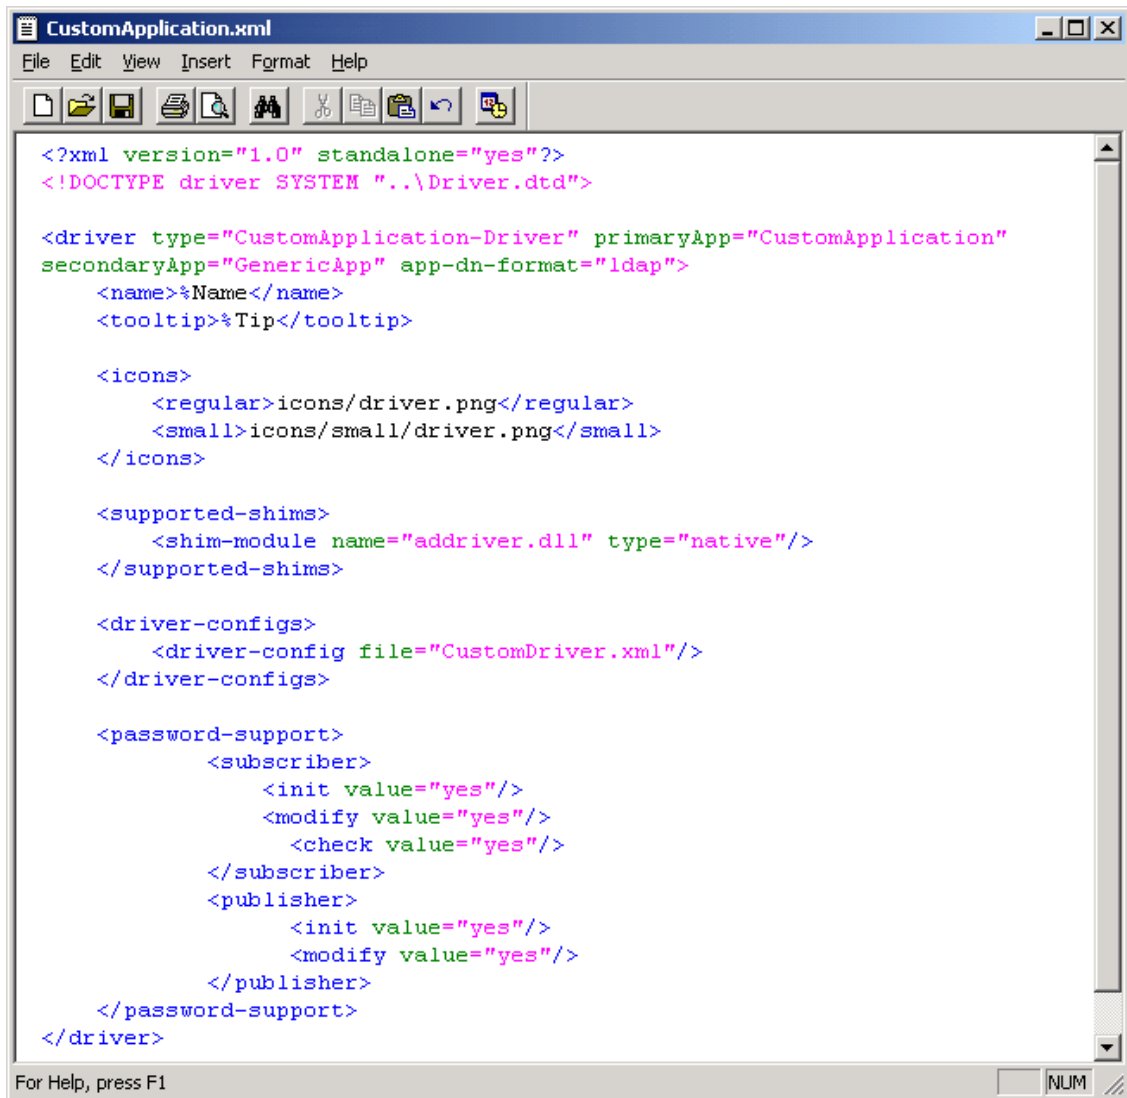 CustomApplication.xml
File Edit View Insert Format Help
<?xml version="1.0" standalone="yes"?>
<!DOCTYPE driver SYSTEM "..\Driver.dtd">
<driver type="CustomApplication-Driver" primaryApp="CustomApplication"
secondaryApp="GenericApp" app-dn-format="ldap">
<name>%Name</name>
<tooltip>%Tip</tooltip>
<icons>
<regular>icons/driver.png</regular>
<small>icons/small/driver.png</small>
</icons>
<supported-shims>
<shim-module name="addriver.dll" type="native"/>
</supported-shims>
<driver-configs>
<driver-config file="CustomDriver.xml"/>
</driver-configs>
<password-support>
<subscriber>
<init value="yes"/>
<modify value="yes"/>
<check value="yes"/>
</subscriber>
<publisher>
<init value="yes"/>
<modify value="yes"/>
</publisher>
</password-support>
</driver>
For Help, press F1 NUM